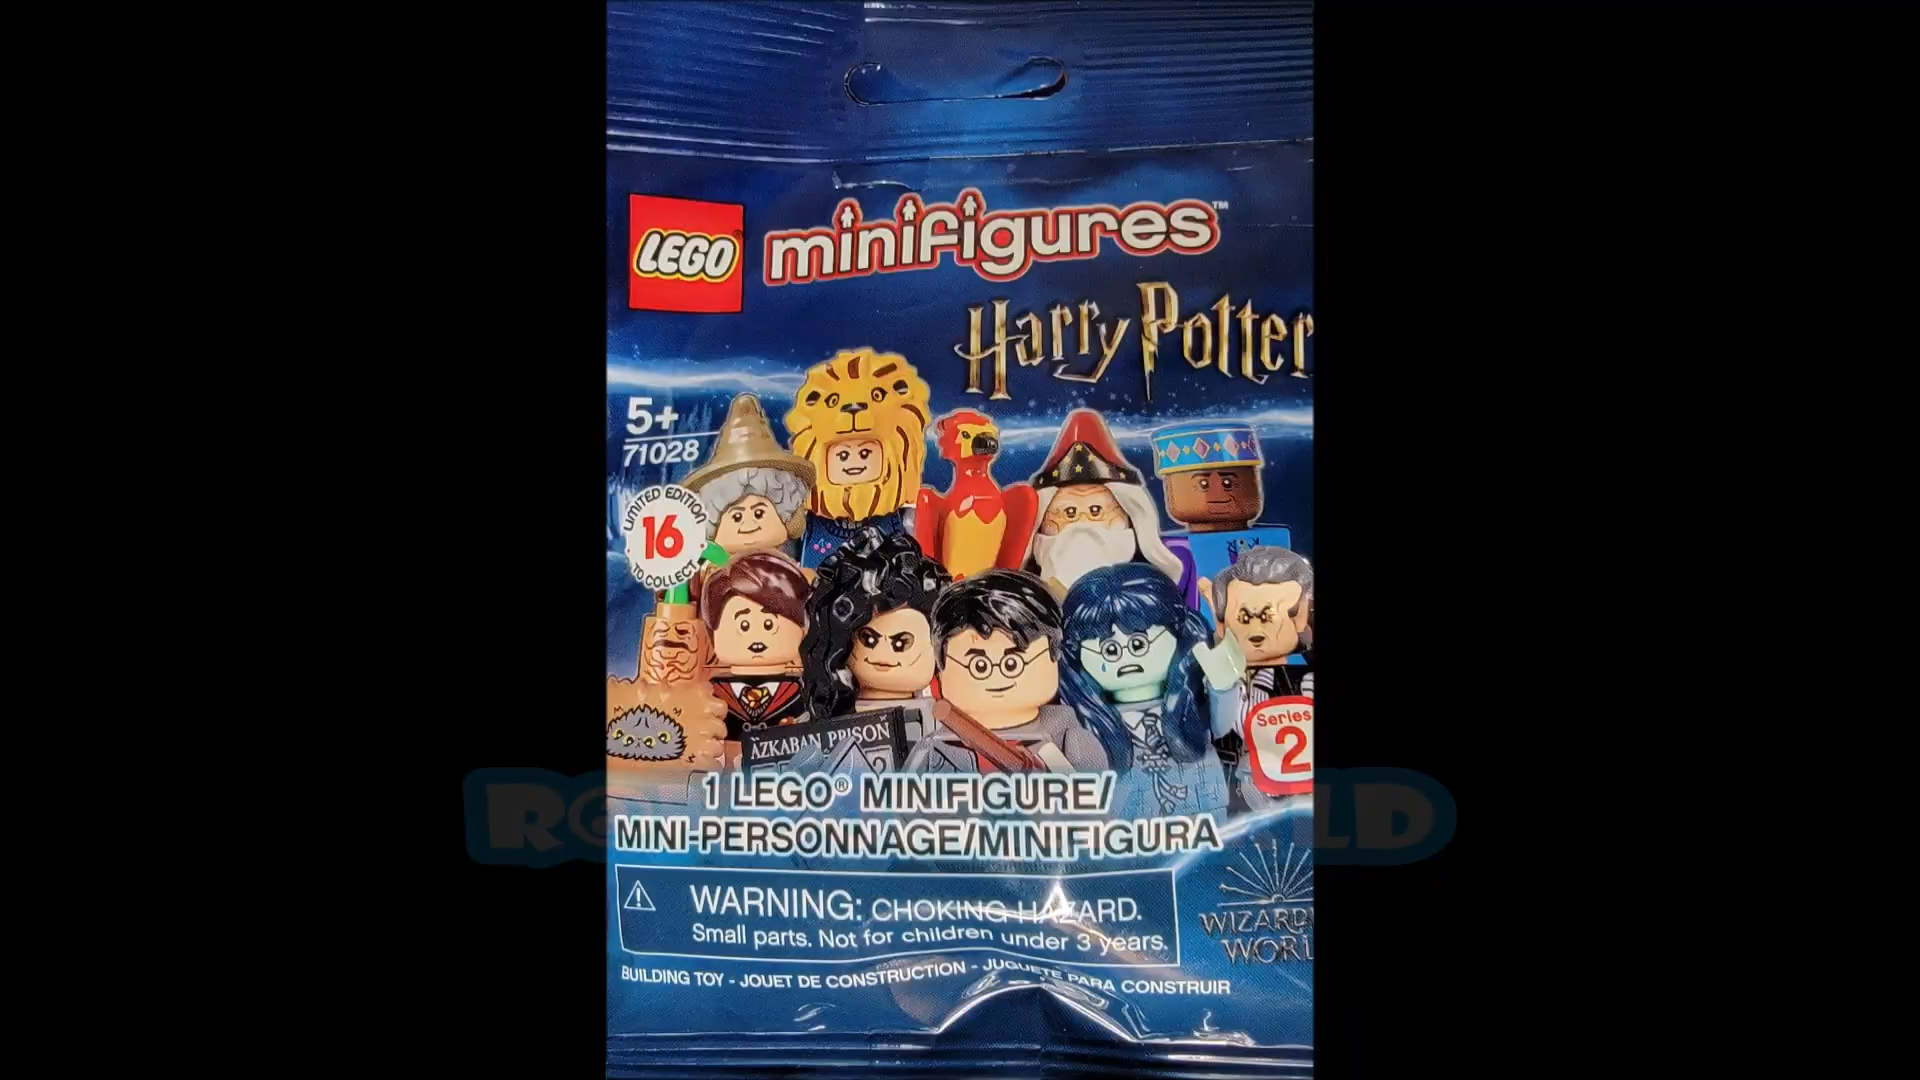 LEGO
minifigures™
Harry Potter
5+
71028
LIMITED EDITION
16
TO COLLECT
AZKABAN PRISON
Series
2
1 LEGO® MINIFIGURE/
MINI-PERSONNAGE/MINIFIGURA
WARNING: CHOKING HAZARD.
Small parts. Not for children under 3 years.
BUILDING TOY - JOUET DE CONSTRUCTION - JUGUETE PARA CONSTRUIR